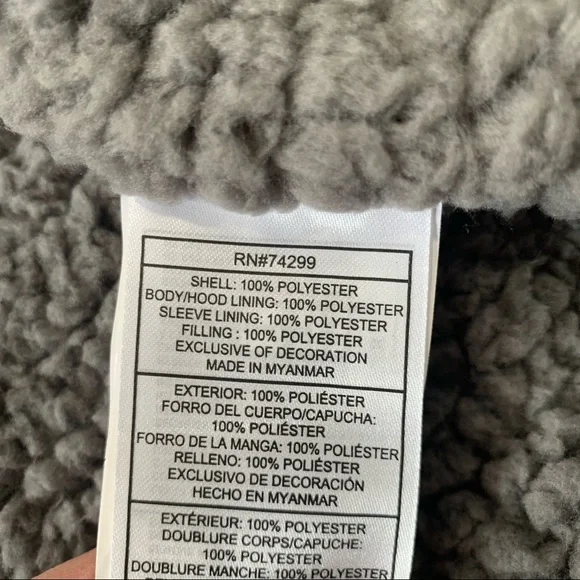 RN#74299
SHELL: 100% POLYESTER
BODY/HOOD LINING: 100% POLYESTER
SLEEVE LINING: 100% POLYESTER
FILLING : 100% POLYESTER
EXCLUSIVE OF DECORATION
MADE IN MYANMAR
EXTERIOR: 100% POLIÉSTER
FORRO DEL CUERPO/CAPUCHA:
100% POLIÉSTER
FORRO DE LA MANGA: 100% POLIÉSTER
RELLENO: 100% POLIÉSTER
EXCLUSIVO DE DECORACIÓN
HECHO EN MYANMAR
EXTÉRIEUR: 100% POLYESTER
DOUBLURE CORPS/CAPUCHE:
100% POLYESTER
DOUBLURE MANCHE: 100% POLYESTER